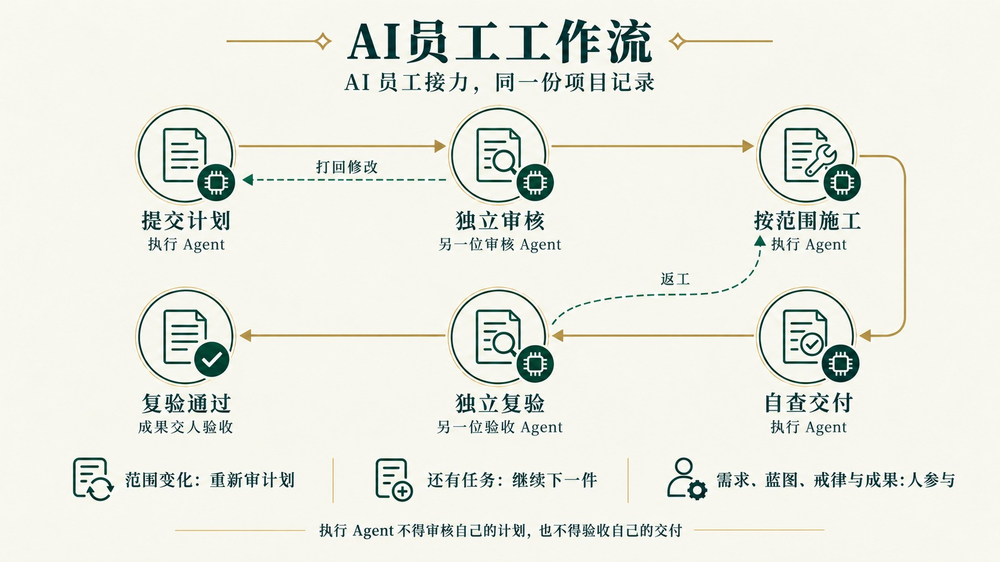 AI员工工作流
AI 员工接力，同一份项目记录
打回修改
提交计划
执行 Agent
独立审核
另一位审核 Agent
按范围施工
执行 Agent
返工
复验通过
成果交人验收
独立复验
另一位验收 Agent
自查交付
执行 Agent
范围变化：重新审计划
还有任务：继续下一件
需求、蓝图、戒律与成果：人参与
执行 Agent 不得审核自己的计划，也不得验收自己的交付